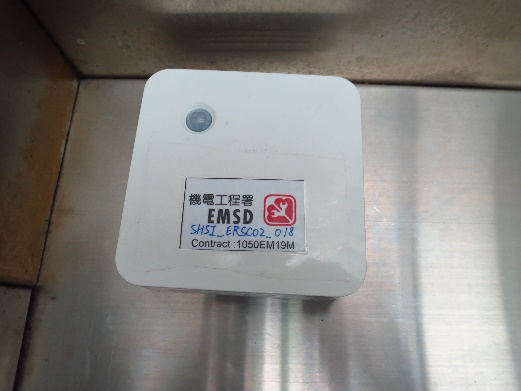 機電工程署
EMSD
SHSI_ERSC02_018
Contract :1050EM19M